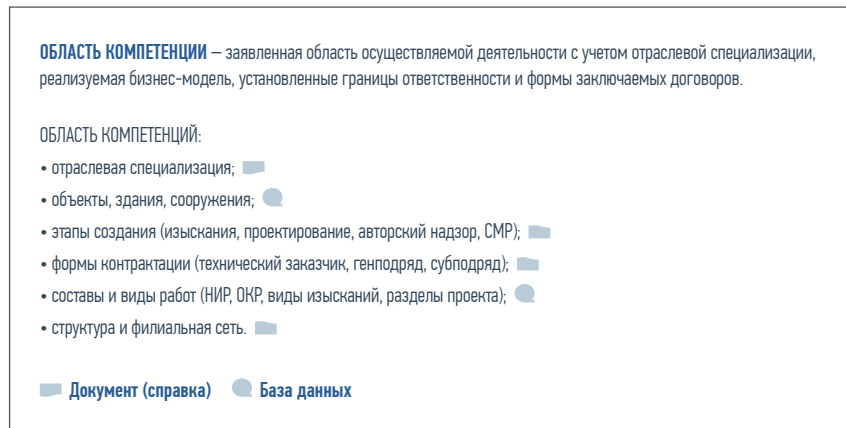 ОБЛАСТЬ КОМПЕТЕНЦИИ – заявленная область осуществляемой деятельности с учетом отраслевой специализации,
реализуемая бизнес-модель, установленные границы ответственности и формы заключаемых договоров.
ОБЛАСТЬ КОМПЕТЕНЦИЙ:
• отраслевая специализация;
• объекты, здания, сооружения;
• этапы создания (изыскания, проектирование, авторский надзор, СМР);
• формы контрактации (технический заказчик, генподряд, субподряд);
• составы и виды работ (НИР, ОКР, виды изысканий, разделы проекта);
• структура и филиальная сеть.
Документ (справка) База данных